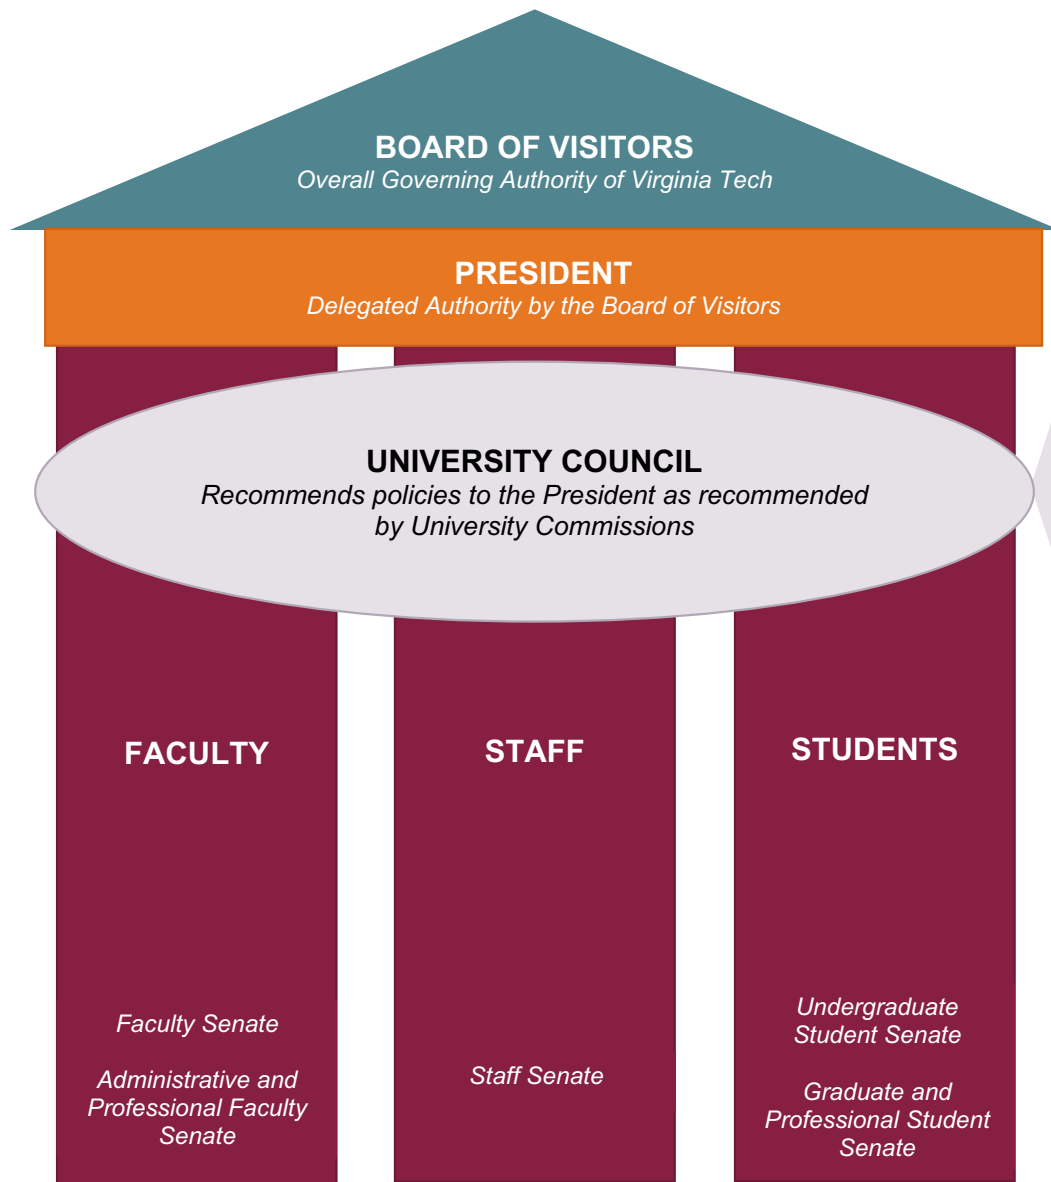 BOARD OF VISITORS
Overall Governing Authority of Virginia Tech
PRESIDENT
Delegated Authority by the Board of Visitors
UNIVERSITY COUNCIL
Recommends policies to the President as recommended
by University Commissions
FACULTY
STAFF
STUDENTS
Faculty Senate
Administrative and
Professional Faculty
Senate
Staff Senate
Undergraduate
Student Senate
Graduate and
Professional Student
Senate